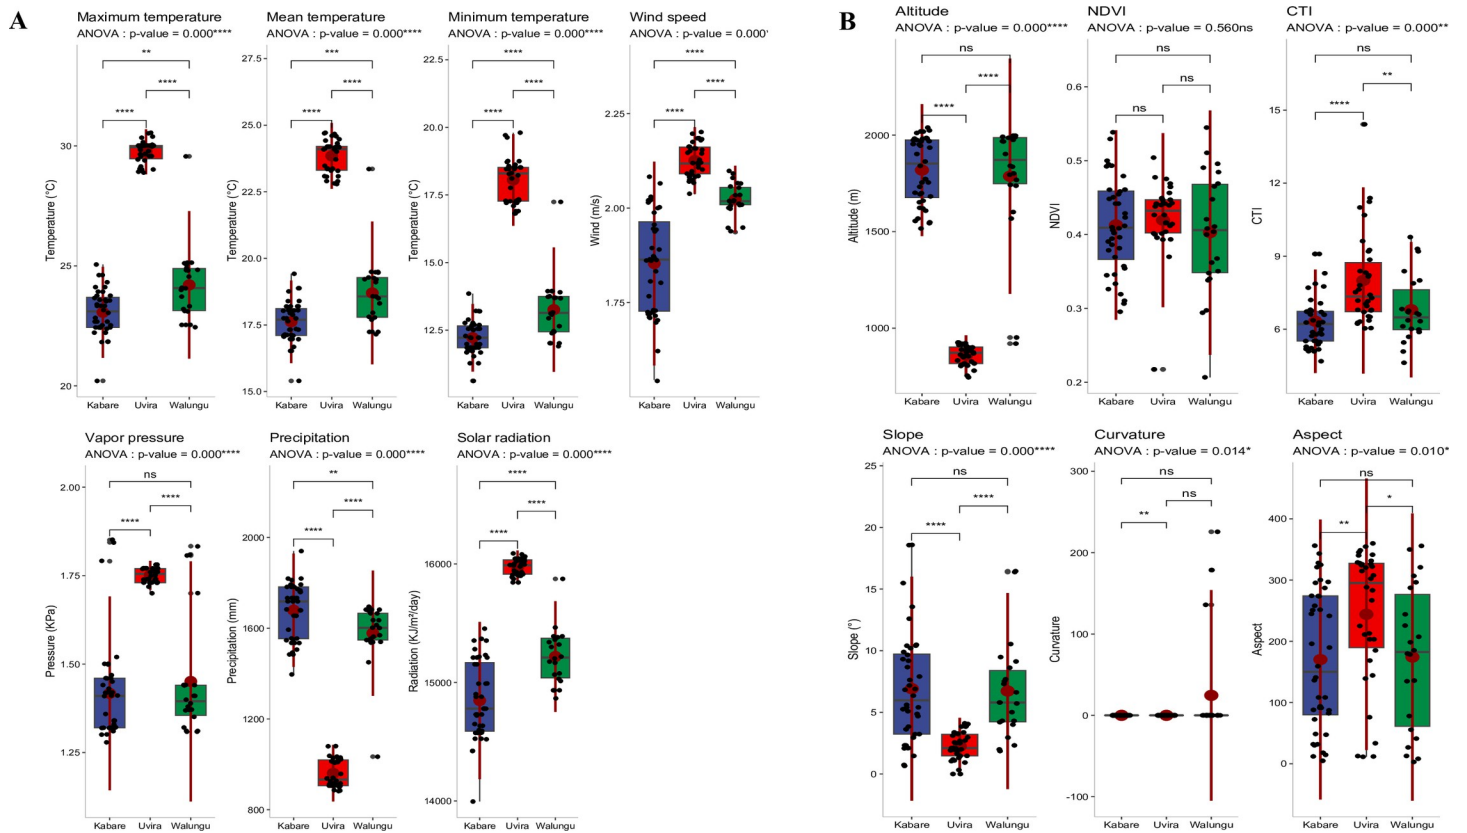 A
Maximum temperature
ANOVA : p-value = 0.000****
**
****
****
Temperature (°C)
30
25
20
Kabare Uvira Walungu
Mean temperature
ANOVA : p-value = 0.000****
***
****
****
Temperature (°C)
27.5
25.0
22.5
20.0
17.5
15.0
Kabare Uvira Walungu
Minimum temperature
ANOVA : p-value = 0.000****
****
****
****
Temperature (°C)
22.5
20.0
17.5
15.0
12.5
Kabare Uvira Walungu
Wind speed
ANOVA : p-value = 0.000*
****
****
****
Wind (m/s)
2.25
2.00
1.75
Kabare Uvira Walungu
Vapor pressure
ANOVA : p-value = 0.000****
ns
****
****
Pressure (KPa)
2.00
1.75
1.50
1.25
Kabare Uvira Walungu
Precipitation
ANOVA : p-value = 0.000****
**
****
****
Precipitation (mm)
2000
1600
1200
800
Kabare Uvira Walungu
Solar radiation
ANOVA : p-value = 0.000****
****
****
****
Radiation (KJ/m²/day)
16000
15000
14000
Kabare Uvira Walungu
B
Altitude
ANOVA : p-value = 0.000****
ns
****
****
Altitude (m)
2000
1500
1000
Kabare Uvira Walungu
NDVI
ANOVA : p-value = 0.560ns
ns
ns
ns
NDVI
0.6
0.5
0.4
0.3
0.2
Kabare Uvira Walungu
CTI
ANOVA : p-value = 0.000**
ns
**
****
CTI
15
12
9
6
Kabare Uvira Walungu
Slope
ANOVA : p-value = 0.000****
ns
****
****
Slope (°)
25
20
15
10
5
0
Kabare Uvira Walungu
Curvature
ANOVA : p-value = 0.014*
ns
ns
**
Curvature
300
200
100
0
-100
Kabare Uvira Walungu
Aspect
ANOVA : p-value = 0.010*
ns
*
**
Aspect
400
300
200
100
0
Kabare Uvira Walungu